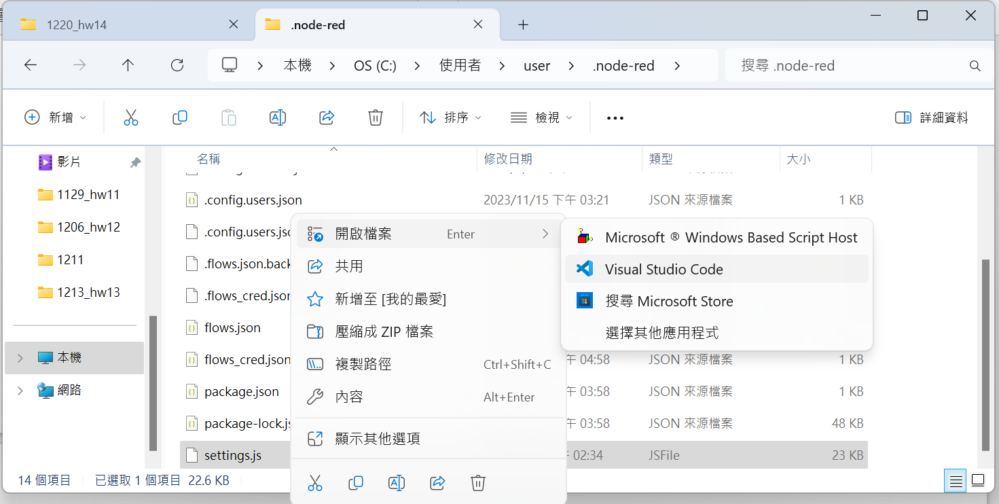 1220_hw14
.node-red
本機 OS (C:) 使用者 user .node-red
搜尋 .node-red
新增
排序
檢視
詳細資料
影片
1129_hw11
1206_hw12
1211
1213_hw13
本機
網路
名稱 修改日期 類型 大小
.config.users.json 2023/11/15 下午 03:21 JSON 來源檔案 1 KB
.config.users.jsc
.flows.json.back
.flows_cred.jsor
flows.json
flows_cred.json 午 04:58 JSON 來源檔案 1 KB
package.json 午 03:58 JSON 來源檔案 1 KB
package-lock.js 午 03:58 JSON 來源檔案 48 KB
settings.js 02:34 JSFile 23 KB
開啟檔案 Enter
共用
新增至 [我的最愛]
壓縮成 ZIP 檔案
複製路徑 Ctrl+Shift+C
內容 Alt+Enter
顯示其他選項
Microsoft ® Windows Based Script Host
Visual Studio Code
搜尋 Microsoft Store
選擇其他應用程式
14 個項目 已選取 1 個項目 22.6 KB